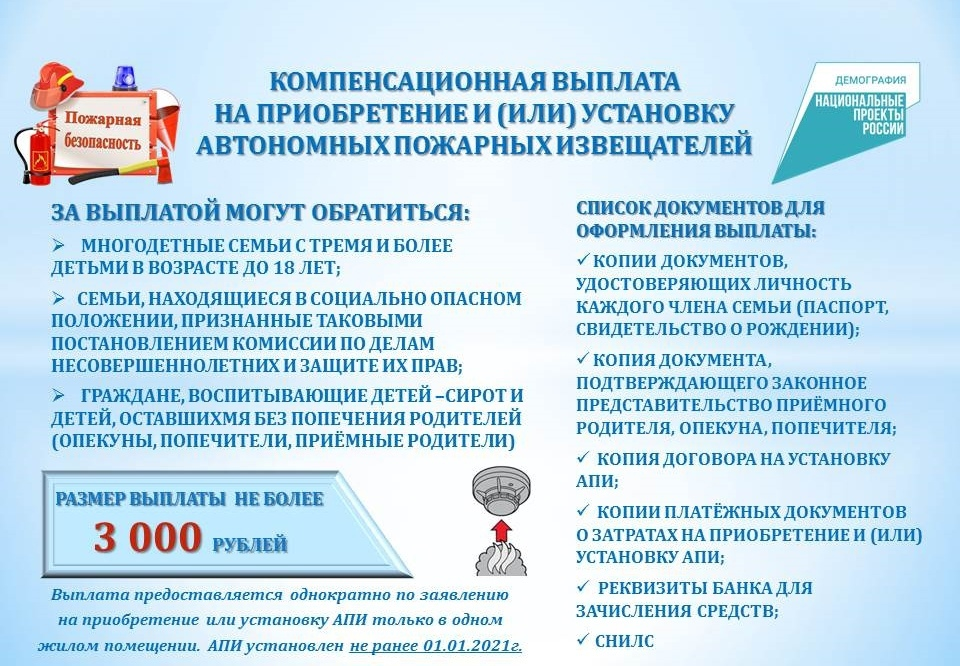 Пожарная
безопасность
КОМПЕНСАЦИОННАЯ ВЫПЛАТА
НА ПРИОБРЕТЕНИЕ И (ИЛИ) УСТАНОВКУ
АВТОНОМНЫХ ПОЖАРНЫХ ИЗВЕЩАТЕЛЕЙ
ДЕМОГРАФИЯ
НАЦИОНАЛЬНЫЕ
ПРОЕКТЫ
РОССИИ
ЗА ВЫПЛАТОЙ МОГУТ ОБРАТИТЬСЯ:
➢ МНОГОДЕТНЫЕ СЕМЬИ С ТРЕМЯ И БОЛЕЕ
ДЕТЬМИ В ВОЗРАСТЕ ДО 18 ЛЕТ;
➢ СЕМЬИ, НАХОДЯЩИЕСЯ В СОЦИАЛЬНО ОПАСНОМ
ПОЛОЖЕНИИ, ПРИЗНАННЫЕ ТАКОВЫМИ
ПОСТАНОВЛЕНИЕМ КОМИССИИ ПО ДЕЛАМ
НЕСОВЕРШЕННОЛЕТНИХ И ЗАЩИТЕ ИХ ПРАВ;
➢ ГРАЖДАНЕ, ВОСПИТЫВАЮЩИЕ ДЕТЕЙ –СИРОТ И
ДЕТЕЙ, ОСТАВШИХМЯ БЕЗ ПОПЕЧЕНИЯ РОДИТЕЛЕЙ
(ОПЕКУНЫ, ПОПЕЧИТЕЛИ, ПРИЁМНЫЕ РОДИТЕЛИ)
РАЗМЕР ВЫПЛАТЫ НЕ БОЛЕЕ
3 000 РУБЛЕЙ
Выплата предоставляется однократно по заявлению
на приобретение или установку АПИ только в одном
жилом помещении. АПИ установлен не ранее 01.01.2021г.
СПИСОК ДОКУМЕНТОВ ДЛЯ
ОФОРМЛЕНИЯ ВЫПЛАТЫ:
✓ КОПИИ ДОКУМЕНТОВ,
УДОСТОВЕРЯЮЩИХ ЛИЧНОСТЬ
КАЖДОГО ЧЛЕНА СЕМЬИ (ПАСПОРТ,
СВИДЕТЕЛЬСТВО О РОЖДЕНИИ);
✓ КОПИЯ ДОКУМЕНТА,
ПОДТВЕРЖДАЮЩЕГО ЗАКОННОЕ
ПРЕДСТАВИТЕЛЬСТВО ПРИЁМНОГО
РОДИТЕЛЯ, ОПЕКУНА, ПОПЕЧИТЕЛЯ;
✓ КОПИЯ ДОГОВОРА НА УСТАНОВКУ
АПИ;
✓ КОПИИ ПЛАТЁЖНЫХ ДОКУМЕНТОВ
О ЗАТРАТАХ НА ПРИОБРЕТЕНИЕ И (ИЛИ)
УСТАНОВКУ АПИ;
✓ РЕКВИЗИТЫ БАНКА ДЛЯ
ЗАЧИСЛЕНИЯ СРЕДСТВ;
✓ СНИЛС